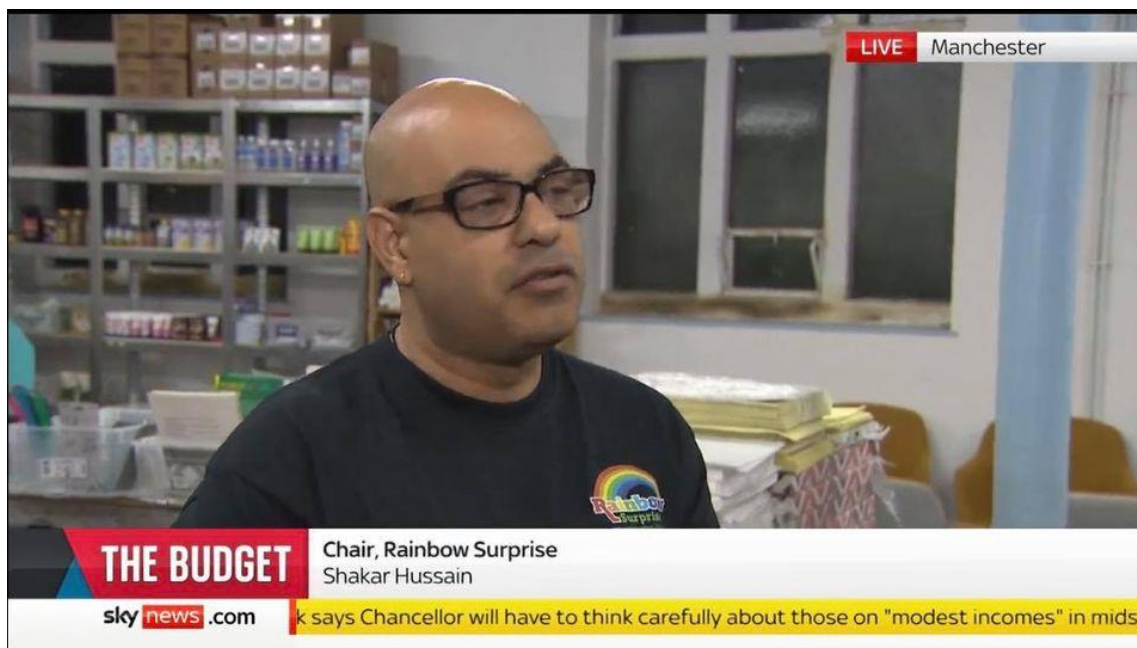 LIVE Manchester
Rainbow
Surprise
THE BUDGET
Chair, Rainbow Surprise
Shakar Hussain
sky news .com
k says Chancellor will have to think carefully about those on "modest incomes" in mids